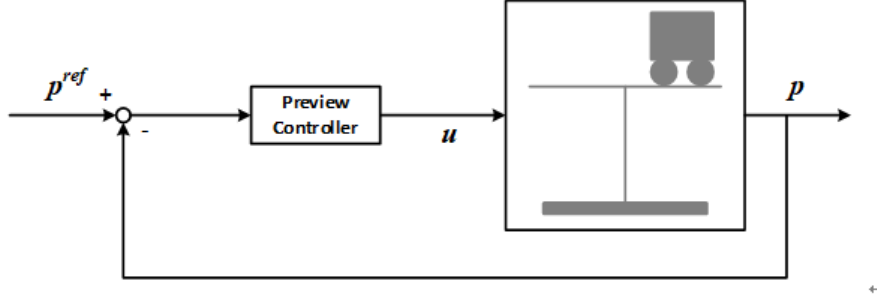 p^ref
+
-
Preview
Controller
u
p
↵